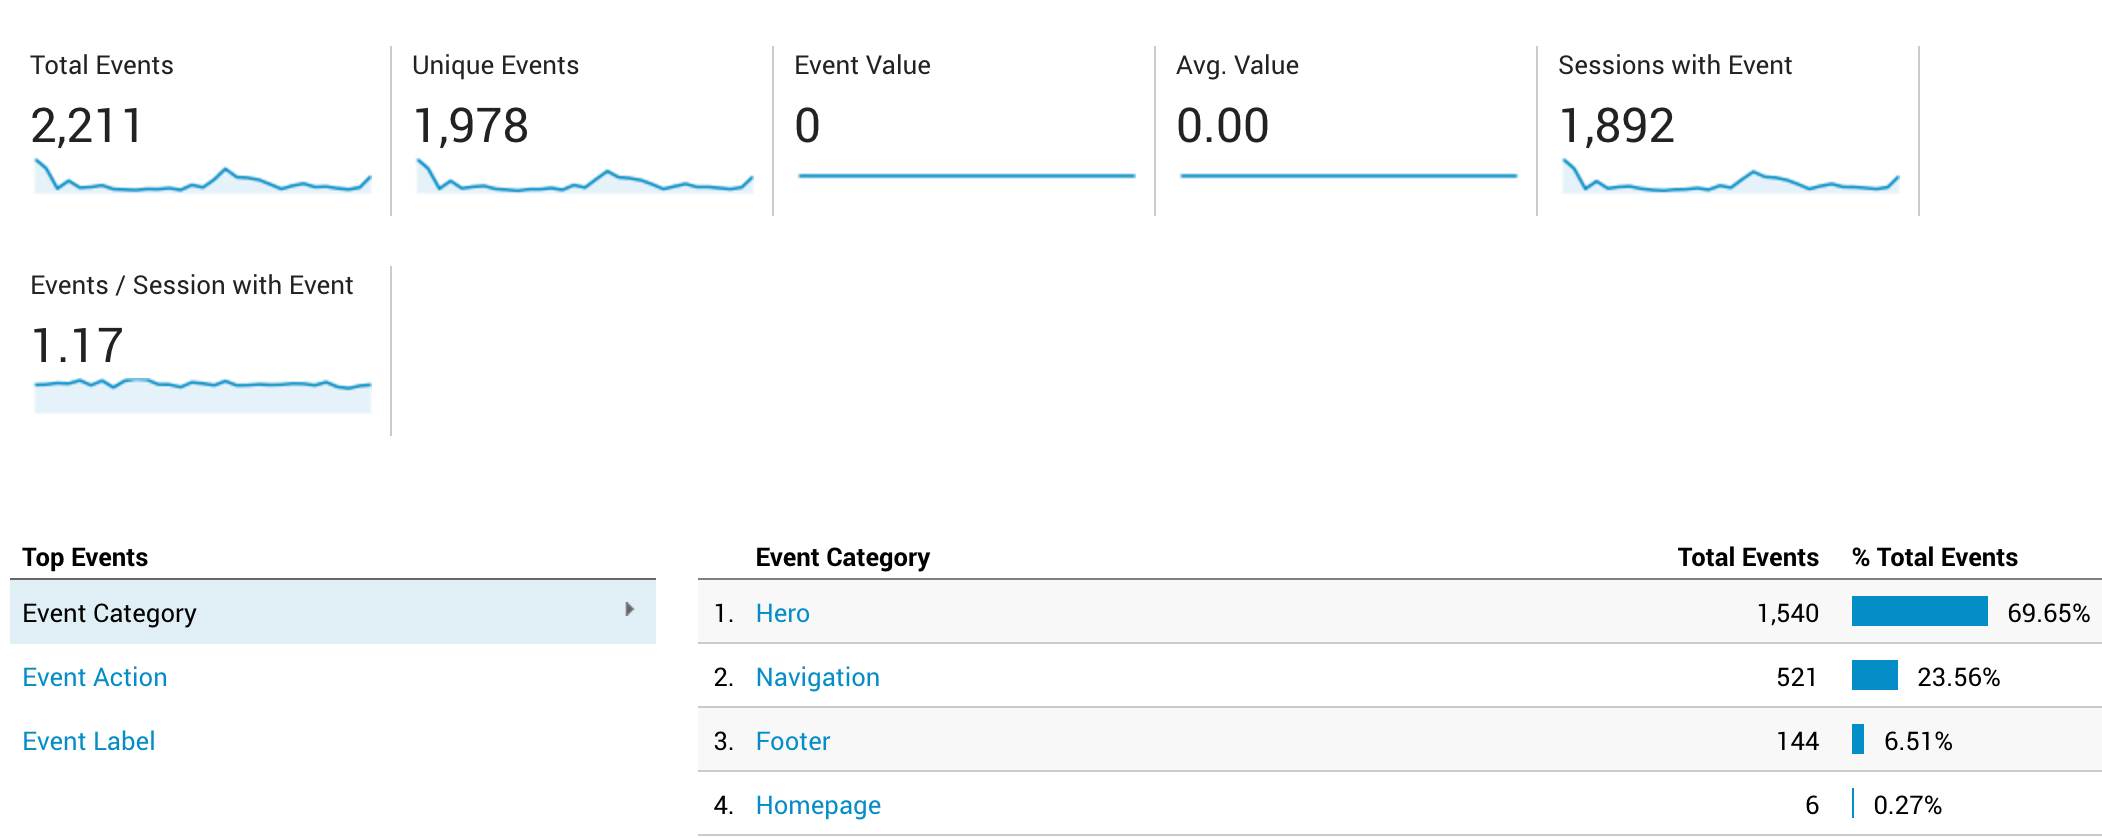 Total Events
2,211
Unique Events
1,978
Event Value
0
Avg. Value
0.00
Sessions with Event
1,892
Events / Session with Event
1.17
Top Events
Event Category
Event Action
Event Label
Event Category Total Events % Total Events
1. Hero 1,540 69.65%
2. Navigation 521 23.56%
3. Footer 144 6.51%
4. Homepage 6 0.27%